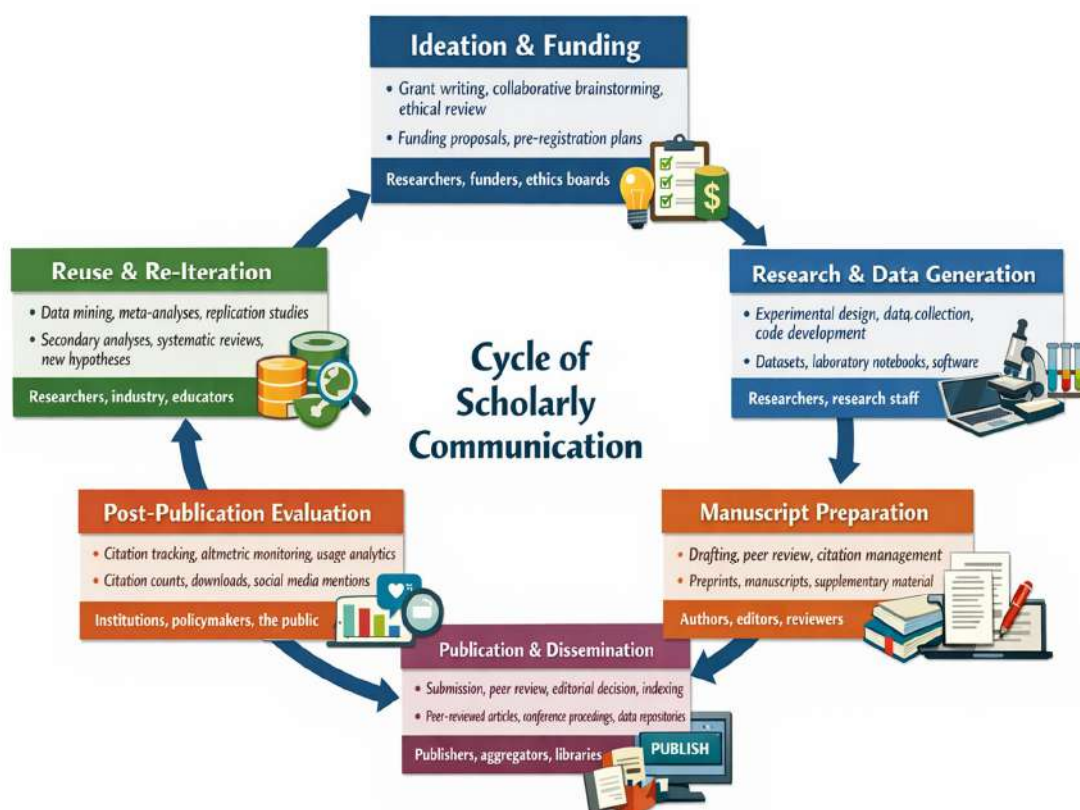 Ideation & Funding
• Grant writing, collaborative brainstorming,
ethical review
• Funding proposals, pre-registration plans
Researchers, funders, ethics boards
$
Research & Data Generation
• Experimental design, data collection,
code development
• Datasets, laboratory notebooks, software
Researchers, research staff
Manuscript Preparation
• Drafting, peer review, citation management
• Preprints, manuscripts, supplementary material
Authors, editors, reviewers
Publication & Dissemination
• Submission, peer review, editorial decision, indexing
• Peer-reviewed articles, conference procedings, data repositories
Publishers, aggregators, libraries
PUBLISH
Post-Publication Evaluation
• Citation tracking, altmetric monitoring, usage analytics
• Citation counts, downloads, social media mentions
Institutions, policymakers, the public
Reuse & Re-Iteration
• Data mining, meta-analyses, replication studies
• Secondary analyses, systematic reviews,
new hypotheses
Researchers, industry, educators
Cycle of
Scholarly
Communication